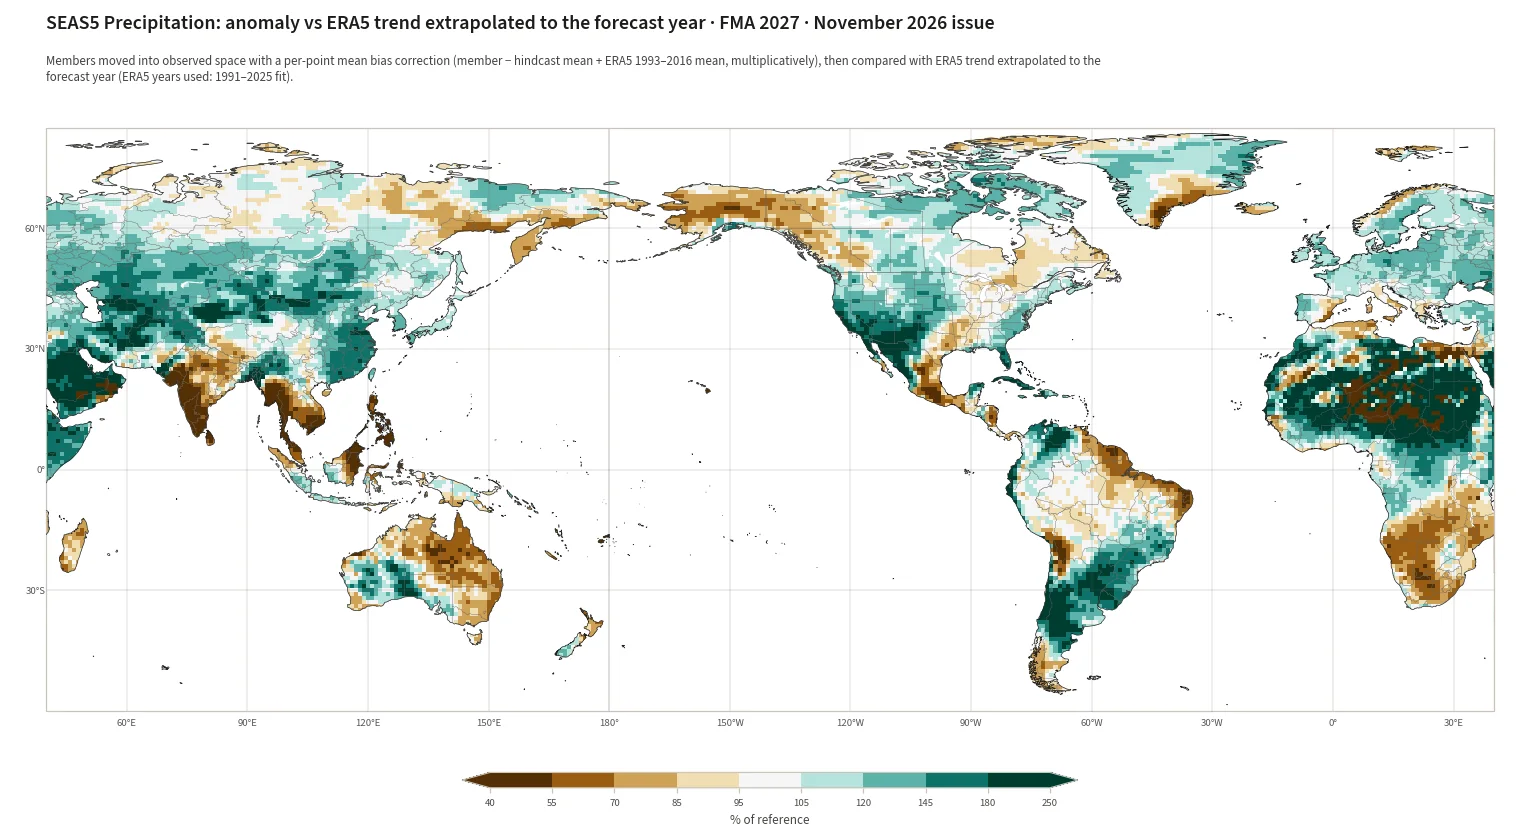 SEAS5 Precipitation: anomaly vs ERA5 trend extrapolated to the forecast year · FMA 2027 · November 2026 issue
Members moved into observed space with a per-point mean bias correction (member − hindcast mean + ERA5 1993–2016 mean, multiplicatively), then compared with ERA5 trend extrapolated to the
forecast year (ERA5 years used: 1991–2025 fit).
60°N
30°N
0°
30°S
60°E 90°E 120°E 150°E 180° 150°W 120°W 90°W 60°W 30°W 0° 30°E
40 55 70 85 95 105 120 145 180 250
% of reference